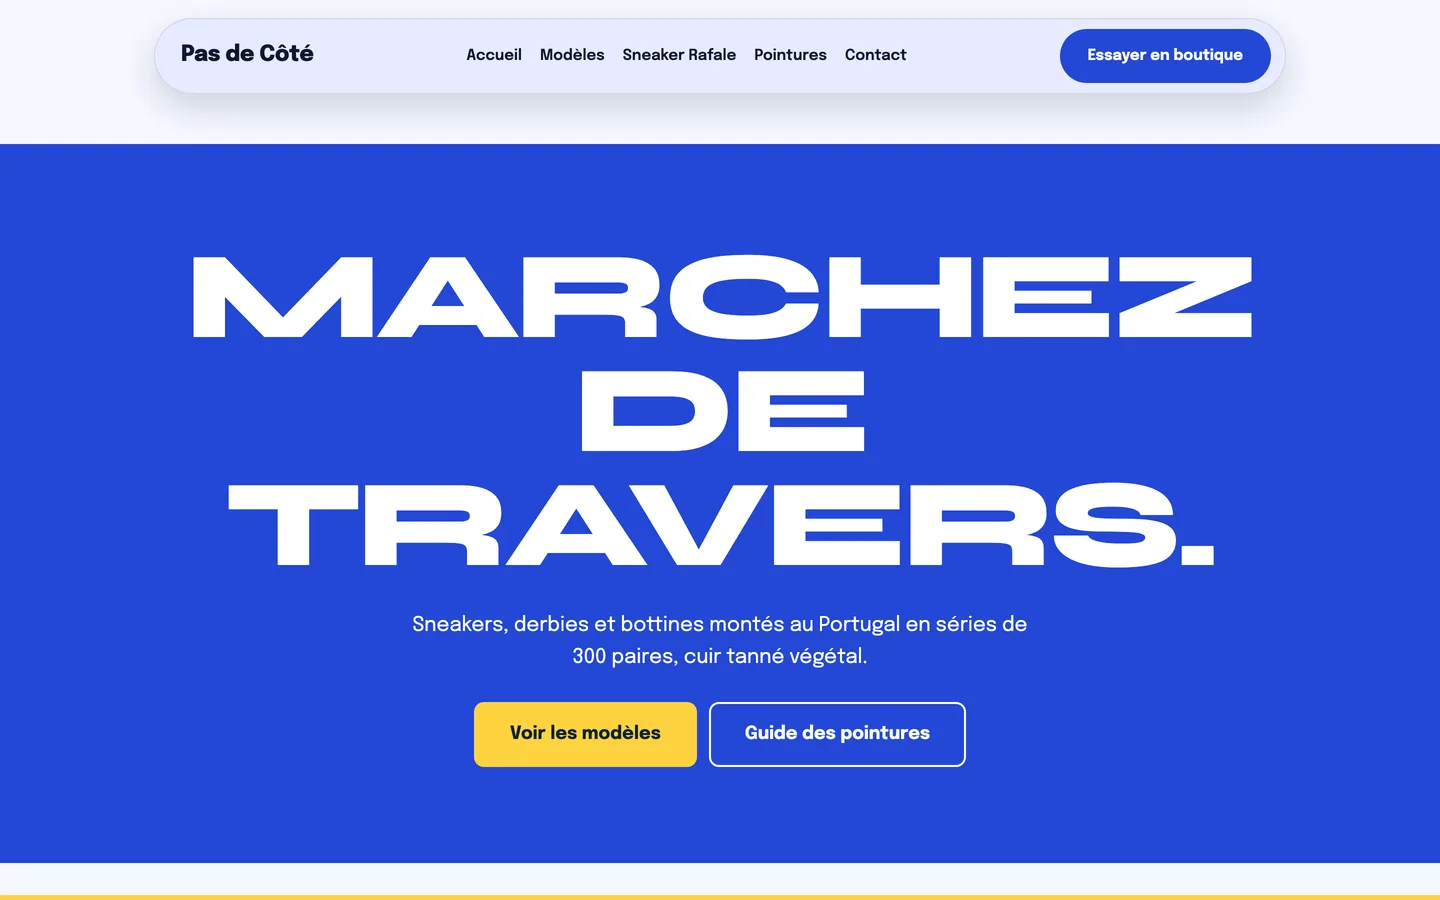 Pas de Côté
Accueil
Modèles
Sneaker Rafale
Pointures
Contact
Essayer en boutique
MARCHEZ
DE
TRAVERS.
Sneakers, derbies et bottines montés au Portugal en séries de
300 paires, cuir tanné végétal.
Voir les modèles
Guide des pointures